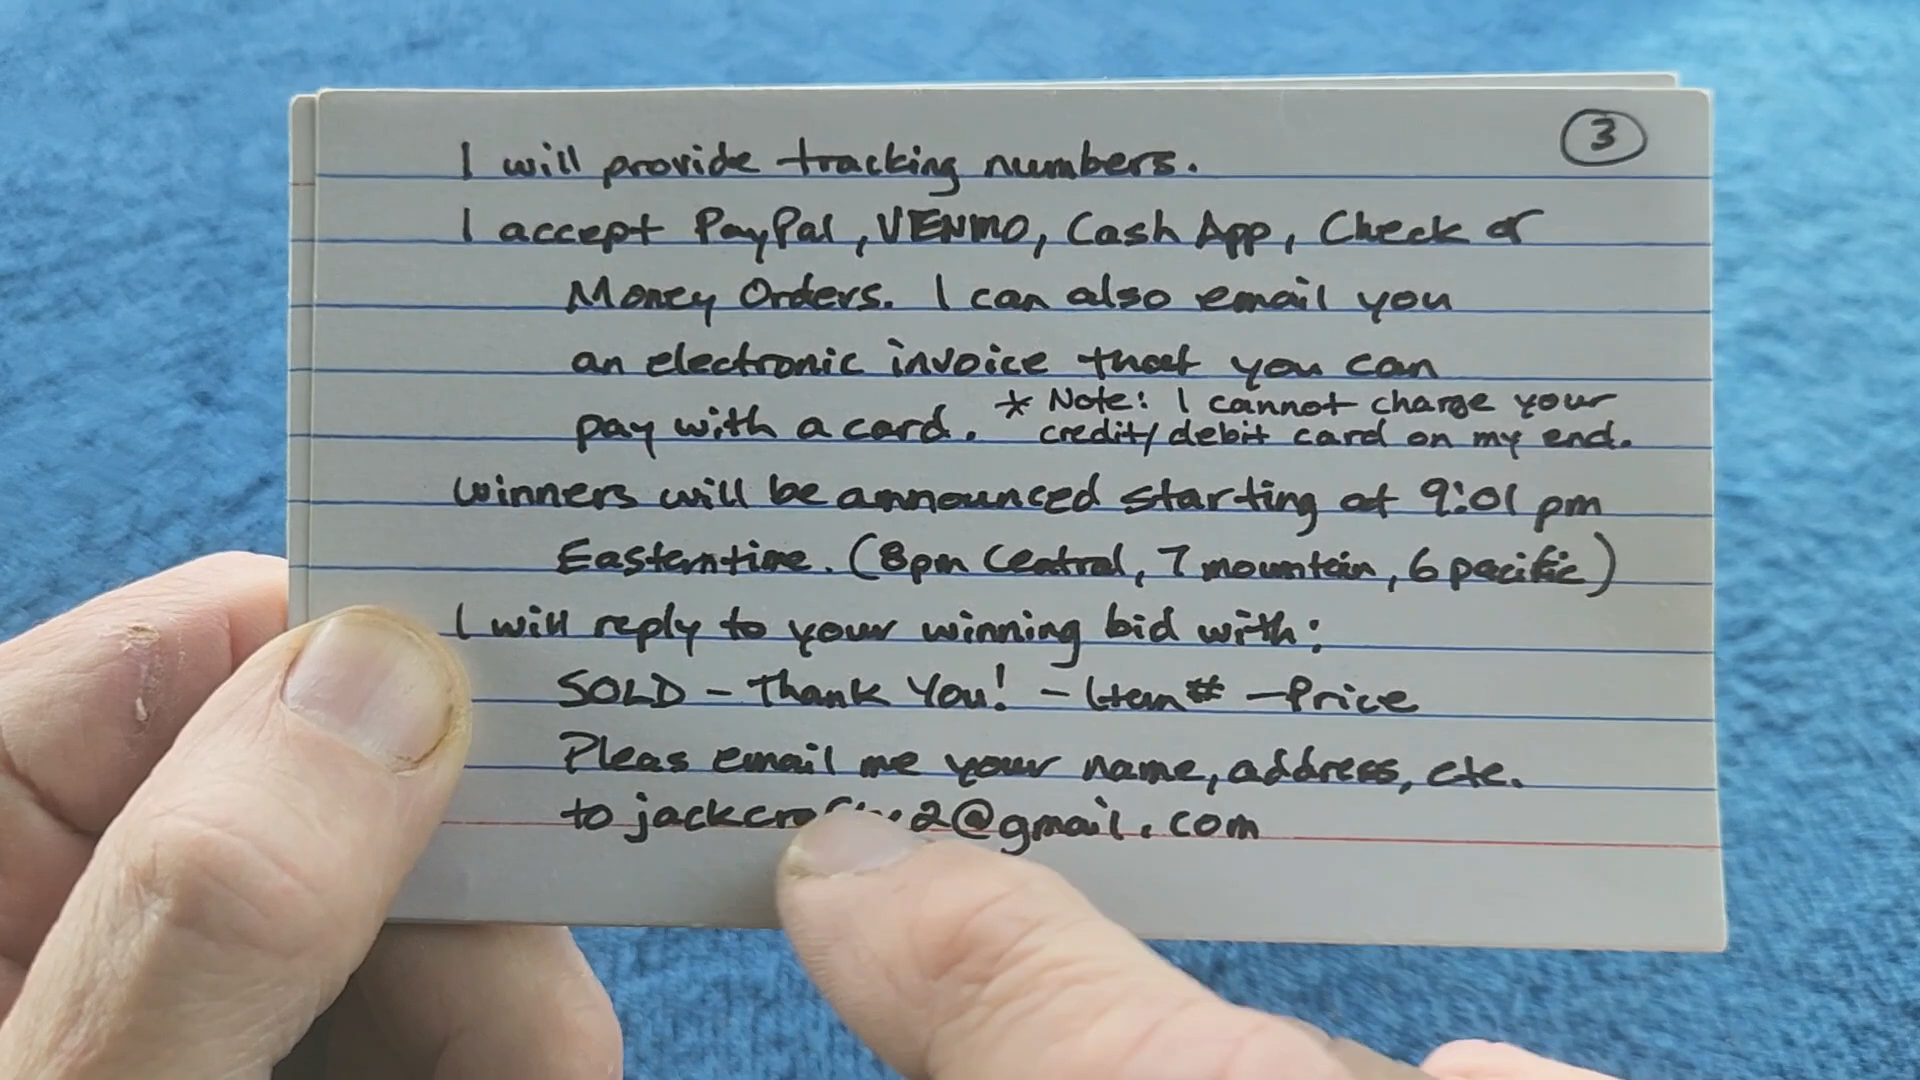 3
I will provide tracking numbers.
I accept PayPal, VENMO, Cash App, Check or
Money Orders. I can also email you
an electronic invoice that you can
pay with a card. * Note: I cannot charge your
credit/debit card on my end.
Winners will be announced starting at 9:01 pm
Eastern time. (8pm Central, 7 mountain, 6 pacific)
I will reply to your winning bid with:
SOLD - Thank You! - Item # - Price
Pleas email me your name, address, etc.
to